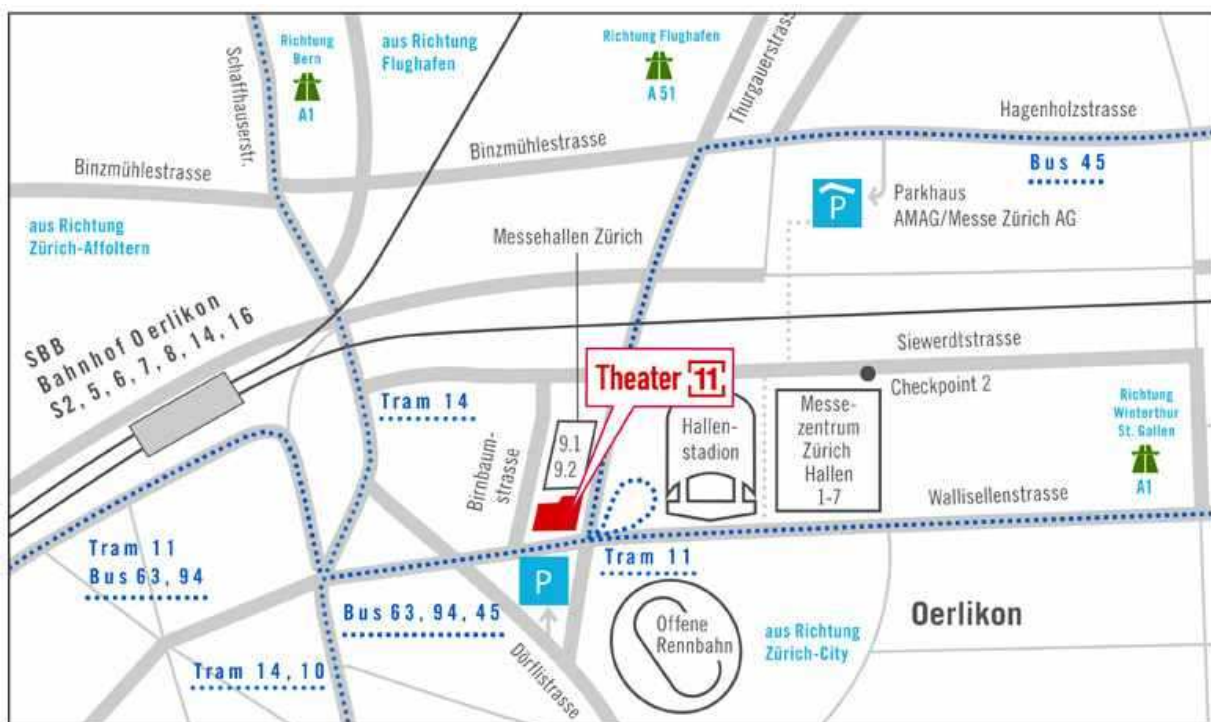 Richtung
Bern
A1
aus Richtung
Flughafen
Richtung Flughafen
A 51
Schaffhauserstr.
Thurgauerstrasse
Hagenholzstrasse
Binzmühlestrasse
Binzmühlestrasse
Bus 45
P
Parkhaus
AMAG/Messe Zürich AG
aus Richtung
Zürich-Affoltern
Messehallen Zürich
SBB
Bahnhof Oerlikon
S2, 5, 6, 7, 8, 14, 16
Siewerdtstrasse
Theater 11
Checkpoint 2
Tram 14
Richtung
Winterthur
St. Gallen
A1
Birnbaum-
strasse
9.1
9.2
Hallen-
stadion
Messe-
zentrum
Zürich
Hallen
1-7
Wallisellenstrasse
Tram 11
Bus 63, 94
Tram 11
P
Bus 63, 94, 45
Offene
Rennbahn
aus Richtung
Zürich-City
Oerlikon
Dörflistrasse
Tram 14, 10